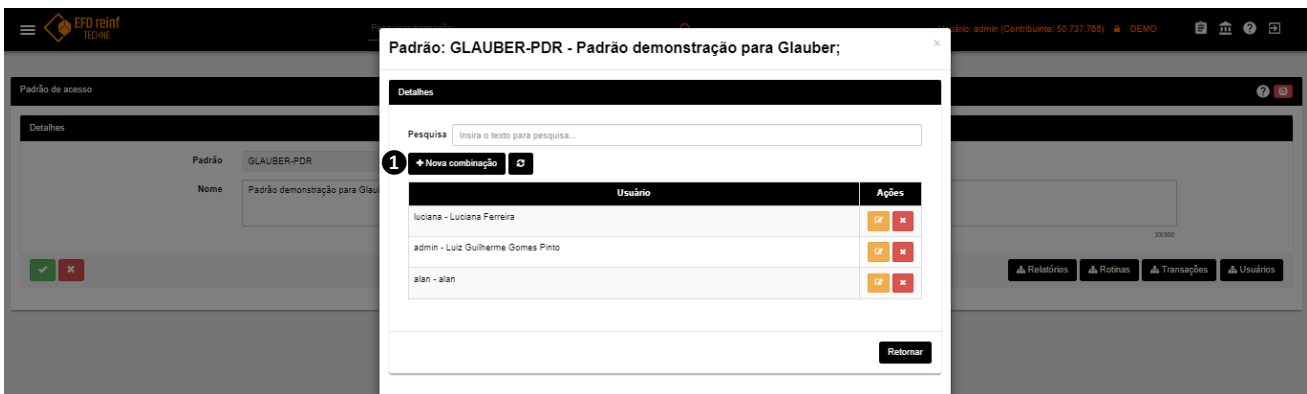 EFD reinf
TECHNE
Pesquisar transação
Usuário: admin (Contribuinte: 50.737.766) DEMO
Padrão: GLAUBER-PDR - Padrão demonstração para Glauber;
×
Padrão de acesso
Detalhes
Detalhes
Pesquisa Insira o texto para pesquisa...
Padrão GLAUBER-PDR
1 Nova combinação
Nome Padrão demonstração para Glau
Usuário Ações
luciana - Luciana Ferreira
admin - Luiz Guilherme Gomes Pinto
alan - alan
33/300
Relatórios Rotinas Transações Usuários
Retornar